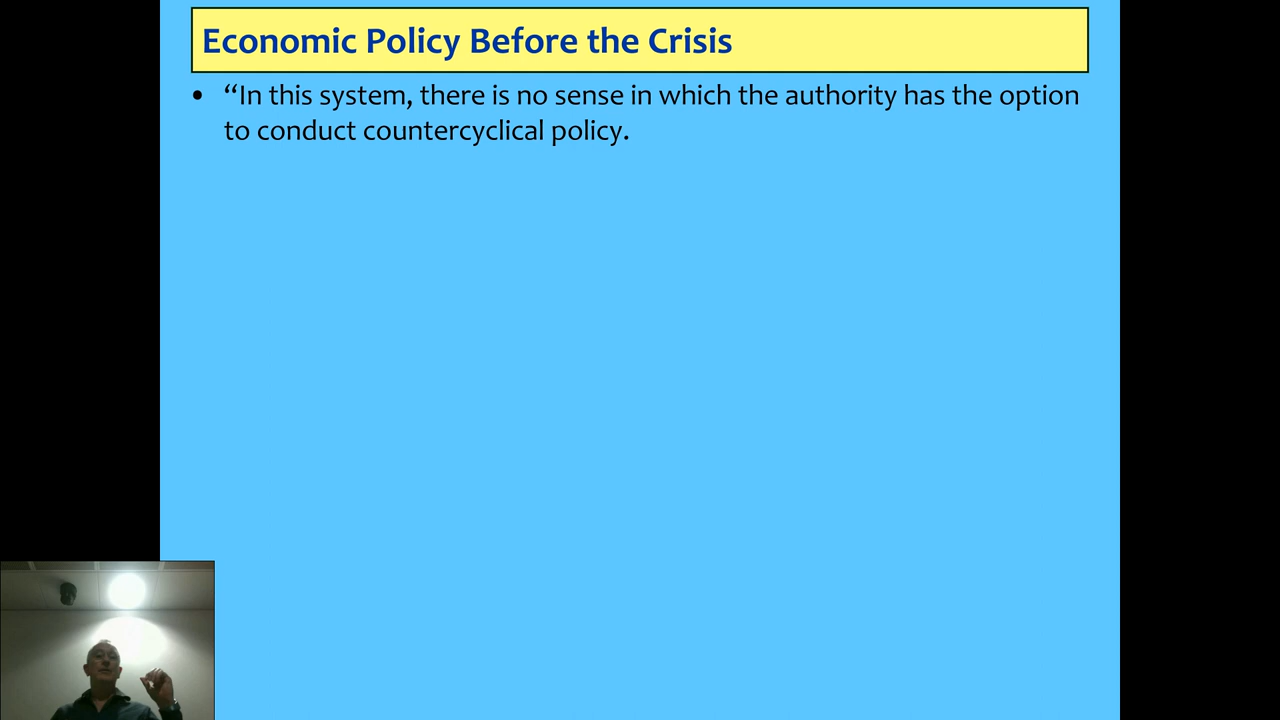 Economic Policy Before the Crisis
• “In this system, there is no sense in which the authority has the option
to conduct countercyclical policy.